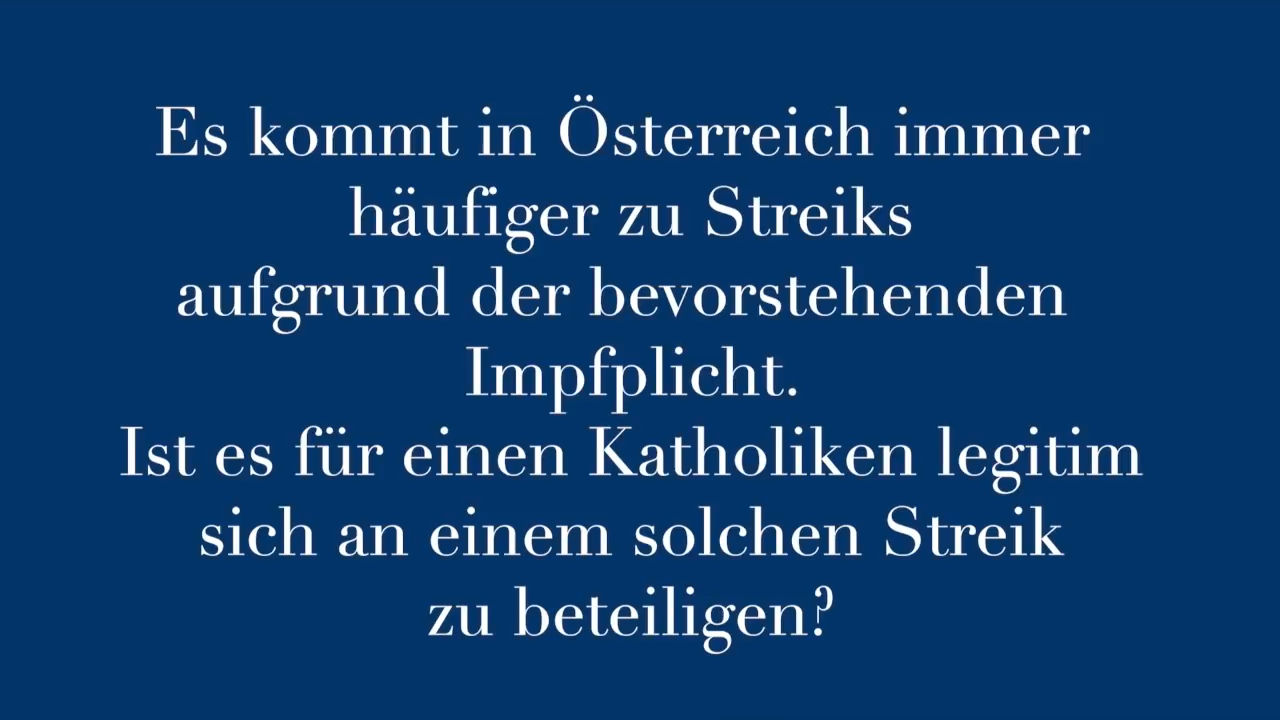 Es kommt in Österreich immer
häufiger zu Streiks
aufgrund der bevorstehenden
Impfplicht.
Ist es für einen Katholiken legitim
sich an einem solchen Streik
zu beteiligen?